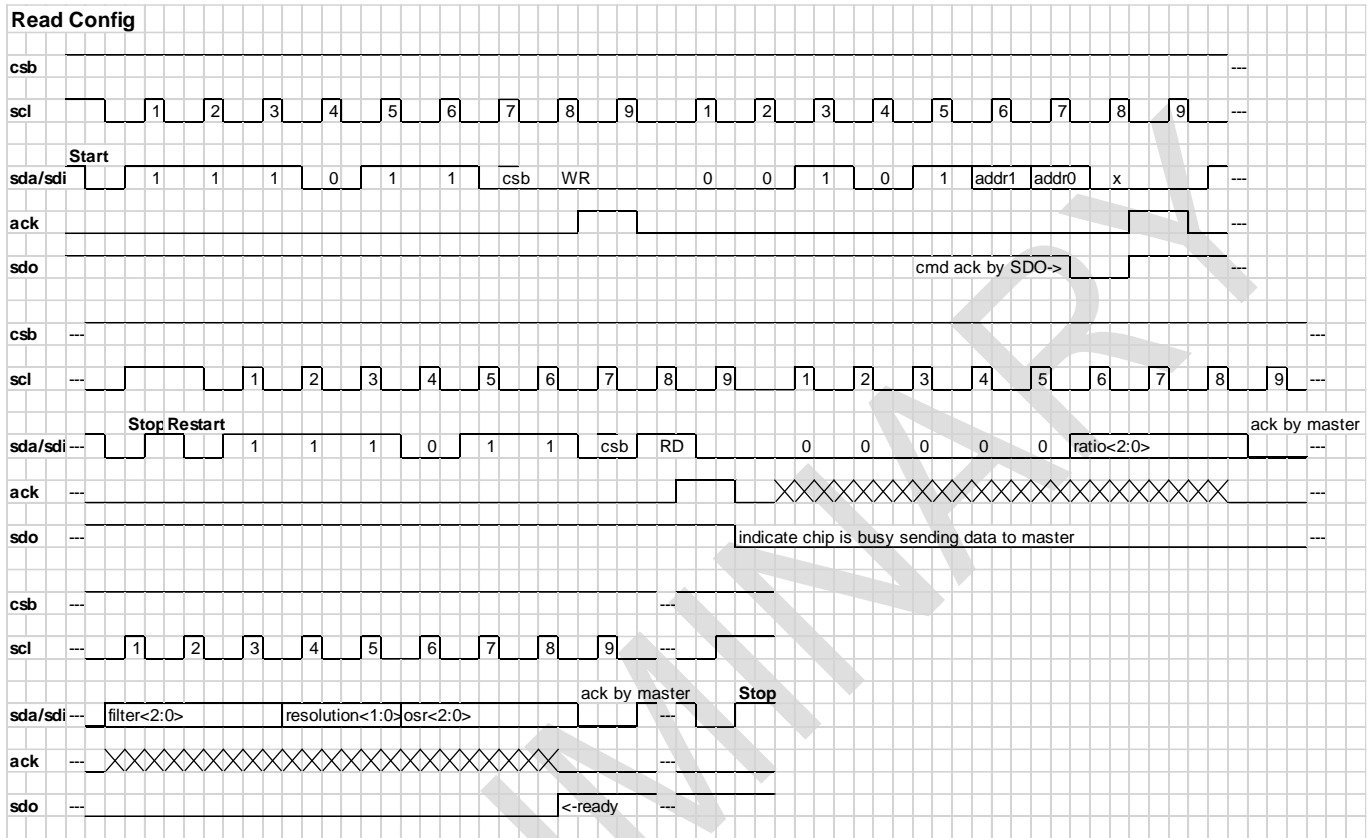 Read Config
csb ---
scl 1 2 3 4 5 6 7 8 9 1 2 3 4 5 6 7 8 9 ---
Start
sda/sdi 1 1 1 0 1 1 csb WR 0 0 1 0 1 addr1 addr0 x ---
ack ---
sdo cmd ack by SDO-> ---
csb --- ---
scl --- 1 2 3 4 5 6 7 8 9 1 2 3 4 5 6 7 8 9 ---
Stop Restart ack by master
sda/sdi --- 1 1 1 0 1 1 csb RD 0 0 0 0 0 ratio<2:0> ---
ack --- ---
sdo --- indicate chip is busy sending data to master ---
csb --- ---
scl --- 1 2 3 4 5 6 7 8 9 ---
ack by master Stop
sda/sdi --- filter<2:0> resolution<1:0> osr<2:0> ---
ack --- ---
sdo --- <-ready ---
IMINARY